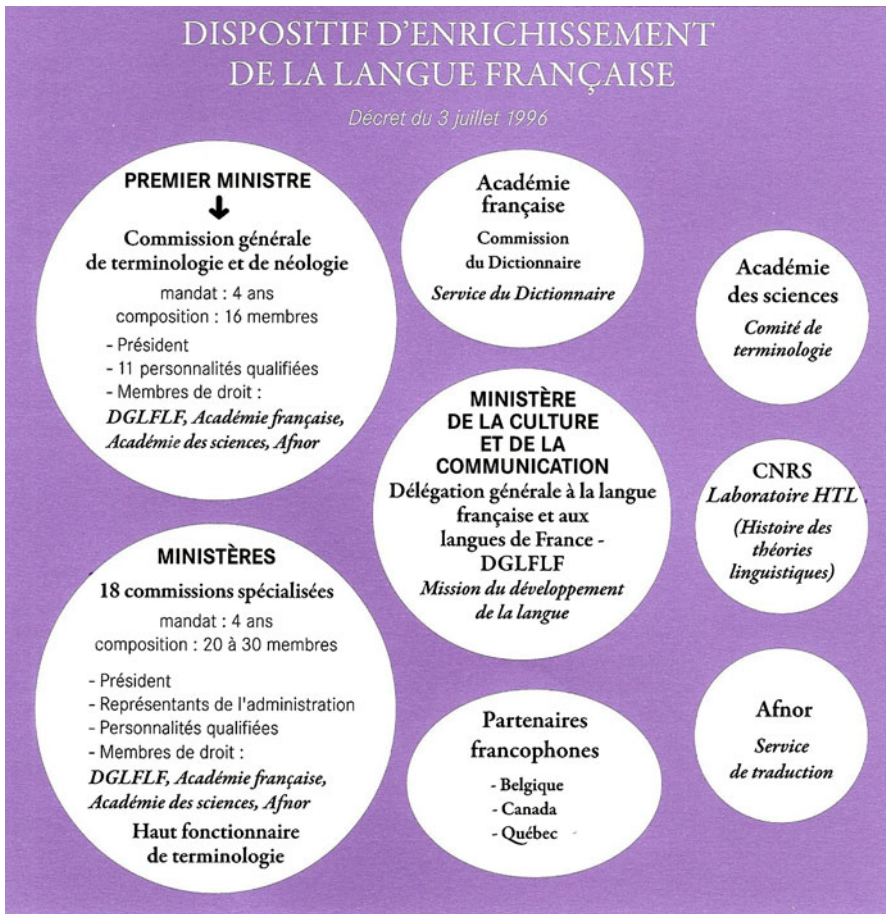 DISPOSITIF D'ENRICHISSEMENT
DE LA LANGUE FRANÇAISE
Décret du 3 juillet 1996
PREMIER MINISTRE
Commission générale
de terminologie et de néologie
mandat : 4 ans
composition : 16 membres
- Président
- 11 personnalités qualifiées
- Membres de droit :
DGLFLF, Académie française,
Académie des sciences, Afnor
Académie
française
Commission
du Dictionnaire
Service du Dictionnaire
Académie
des sciences
Comité de
terminologie
MINISTÈRE
DE LA CULTURE
ET DE LA
COMMUNICATION
Délégation générale à la langue
française et aux
langues de France -
DGLFLF
Mission du développement
de la langue
CNRS
Laboratoire HTL
(Histoire des
théories
linguistiques)
MINISTÈRES
18 commissions spécialisées
mandat : 4 ans
composition : 20 à 30 membres
- Président
- Représentants de l'administration
- Personnalités qualifiées
- Membres de droit :
DGLFLF, Académie française,
Académie des sciences, Afnor
Haut fonctionnaire
de terminologie
Partenaires
francophones
- Belgique
- Canada
- Québec
Afnor
Service
de traduction